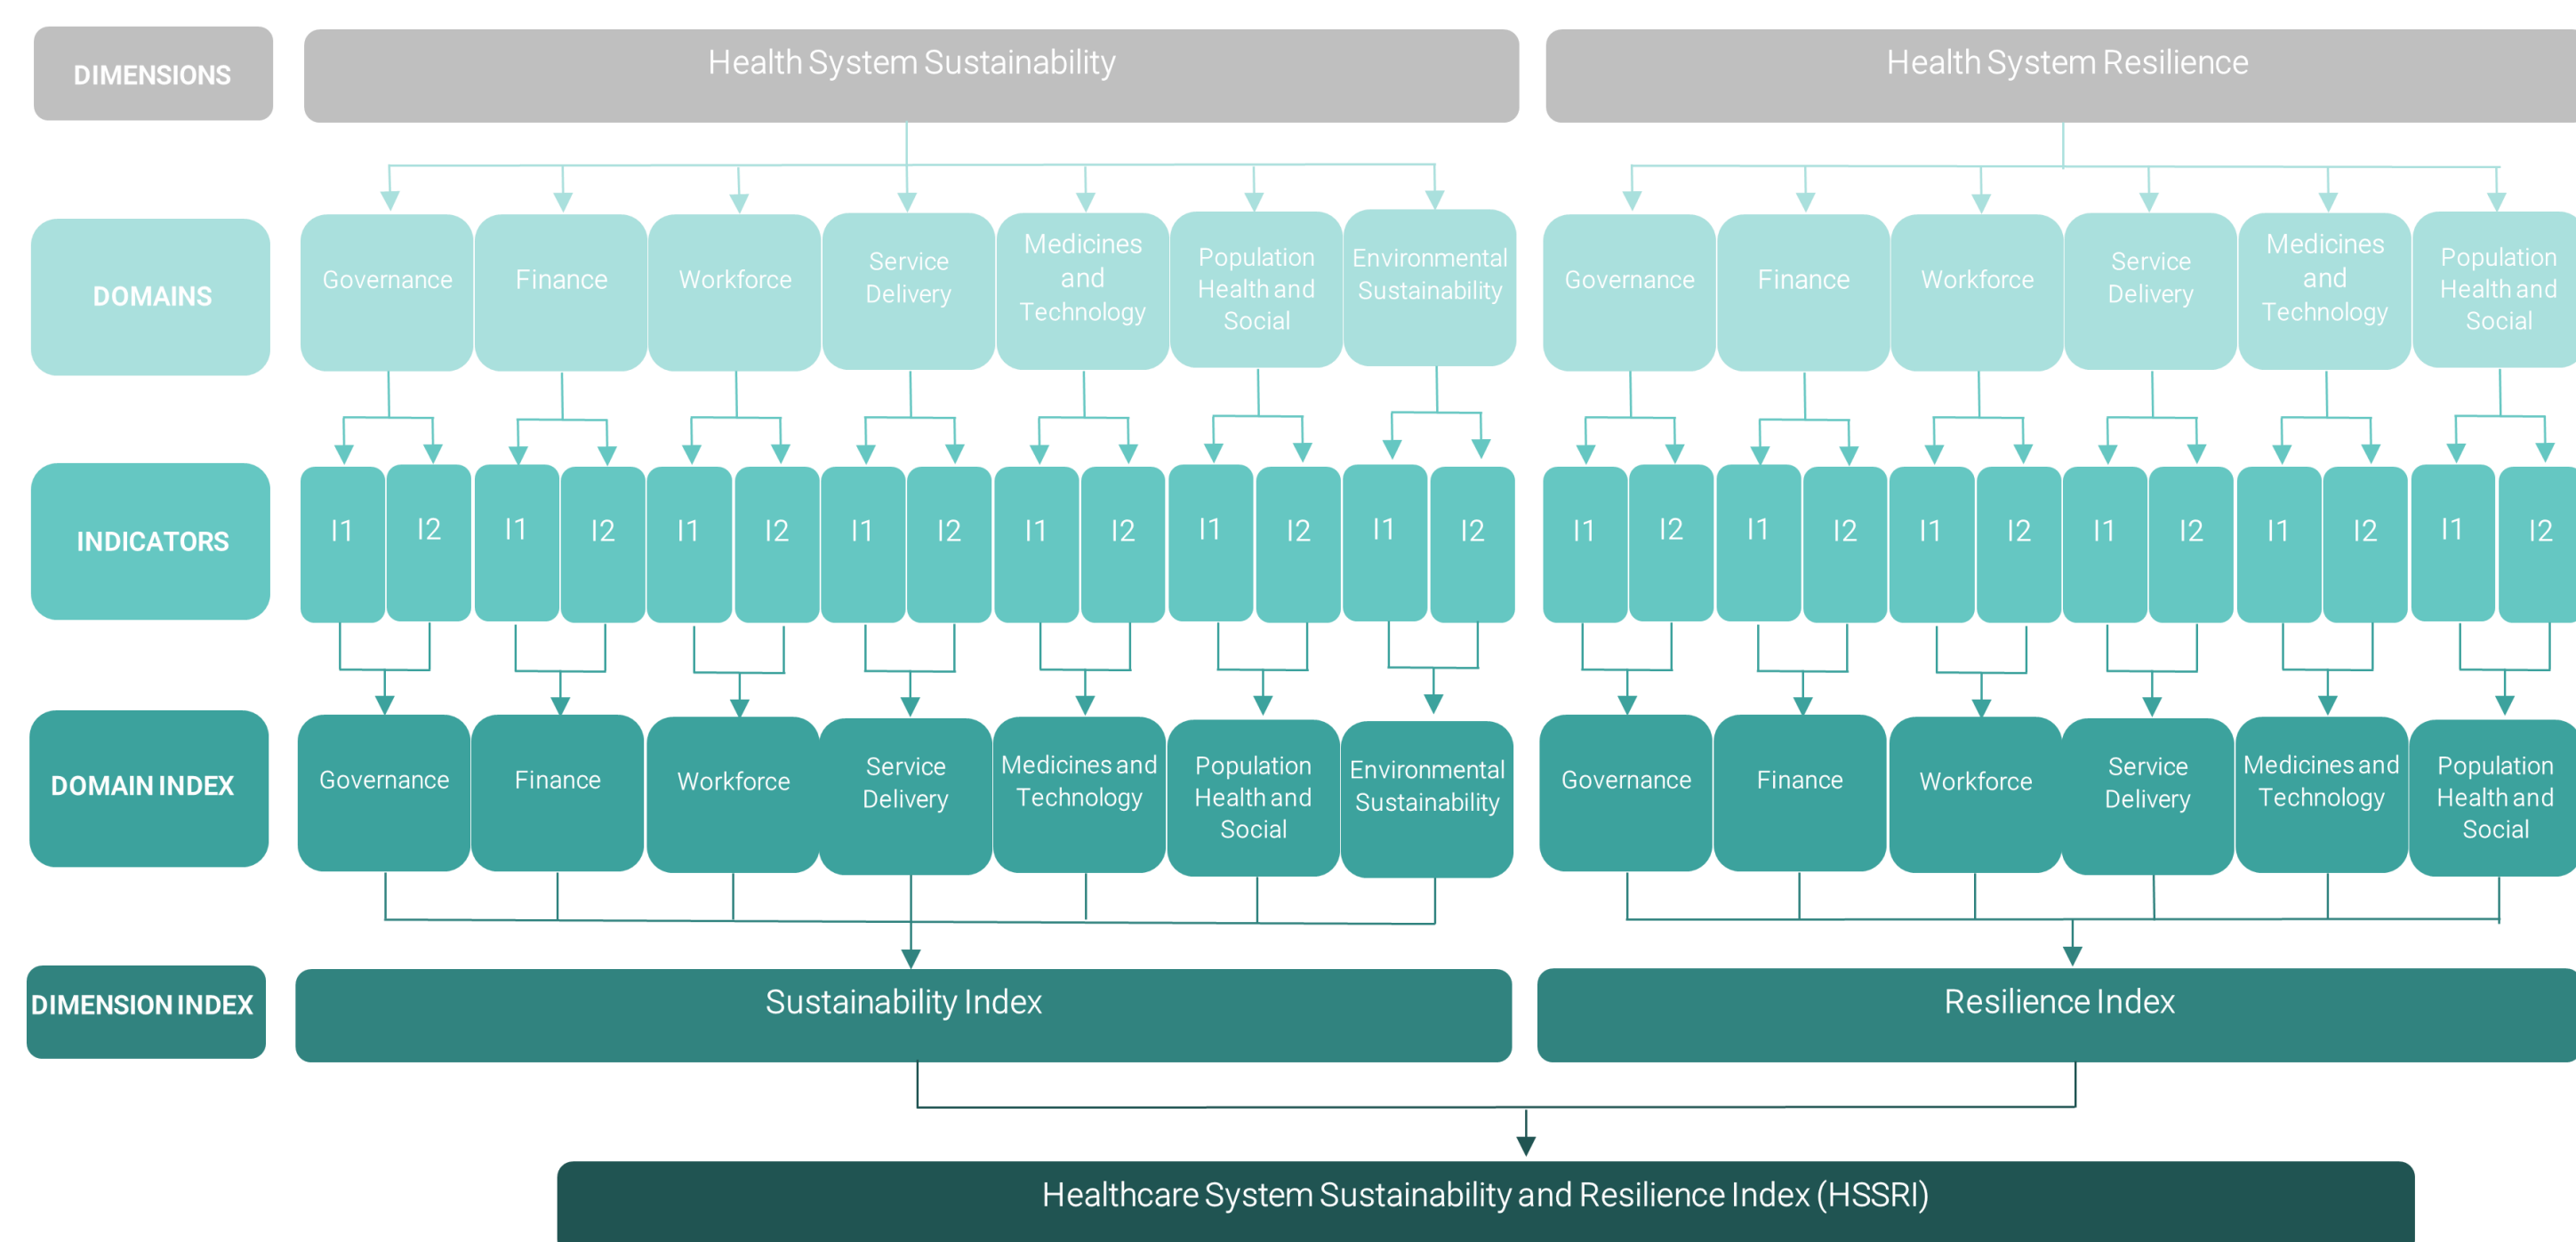 DIMENSIONS
Health System Sustainability
Health System Resilience
DOMAINS
Governance
Finance
Workforce
Service
Delivery
Medicines
and
Technology
Population
Health and
Social
Environmental
Sustainability
Governance
Finance
Workforce
Service
Delivery
Medicines
and
Technology
Population
Health and
Social
INDICATORS
I1
I2
I1
I2
I1
I2
I1
I2
I1
I2
I1
I2
I1
I2
I1
I2
I1
I2
I1
I2
I1
I2
I1
I2
I1
I2
DOMAIN INDEX
Governance
Finance
Workforce
Service
Delivery
Medicines and
Technology
Population
Health and
Social
Environmental
Sustainability
Governance
Finance
Workforce
Service
Delivery
Medicines and
Technology
Population
Health and
Social
DIMENSION INDEX
Sustainability Index
Resilience Index
Healthcare System Sustainability and Resilience Index (HSSRI)